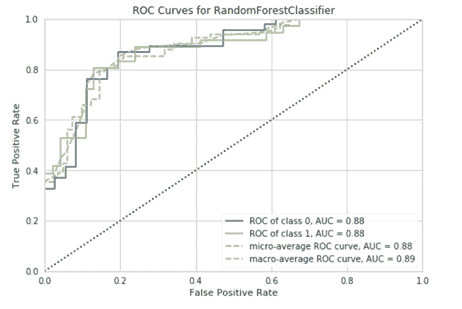 ROC Curves for RandomForestClassifier
1.0
0.8
0.6
0.4
0.2
0.0
True Positive Rate
ROC of class 0, AUC = 0.88
ROC of class 1, AUC = 0.88
micro-average ROC curve, AUC = 0.88
macro-average ROC curve, AUC = 0.89
0.0 0.2 0.4 0.6 0.8 1.0
False Positive Rate